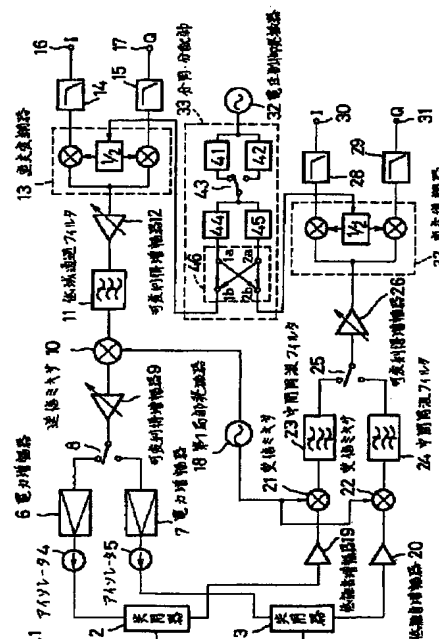 16
I
14
17
Q
15
13 直交変調器
1/2
可変利得増幅器12
11 低域通過フィルタ
10
送信ミキサ
可変利得増幅器9
8
6 電力増幅器
7 電力増幅器
アイソレータ4
アイソレータ5
1
2
共用器
3
共用器
18 第1局部発振器
33 分周・分配部
32 電圧制御発振器
41
42
43
44
45
46
1a
2a
1b
2b
I
30
28
Q
31
29
1/2
可変利得増幅器26
25
23 中間周波フィルタ
24 中間周波フィルタ
21 受信ミキサ
22 受信ミキサ
低雑音増幅器19
低雑音増幅器20